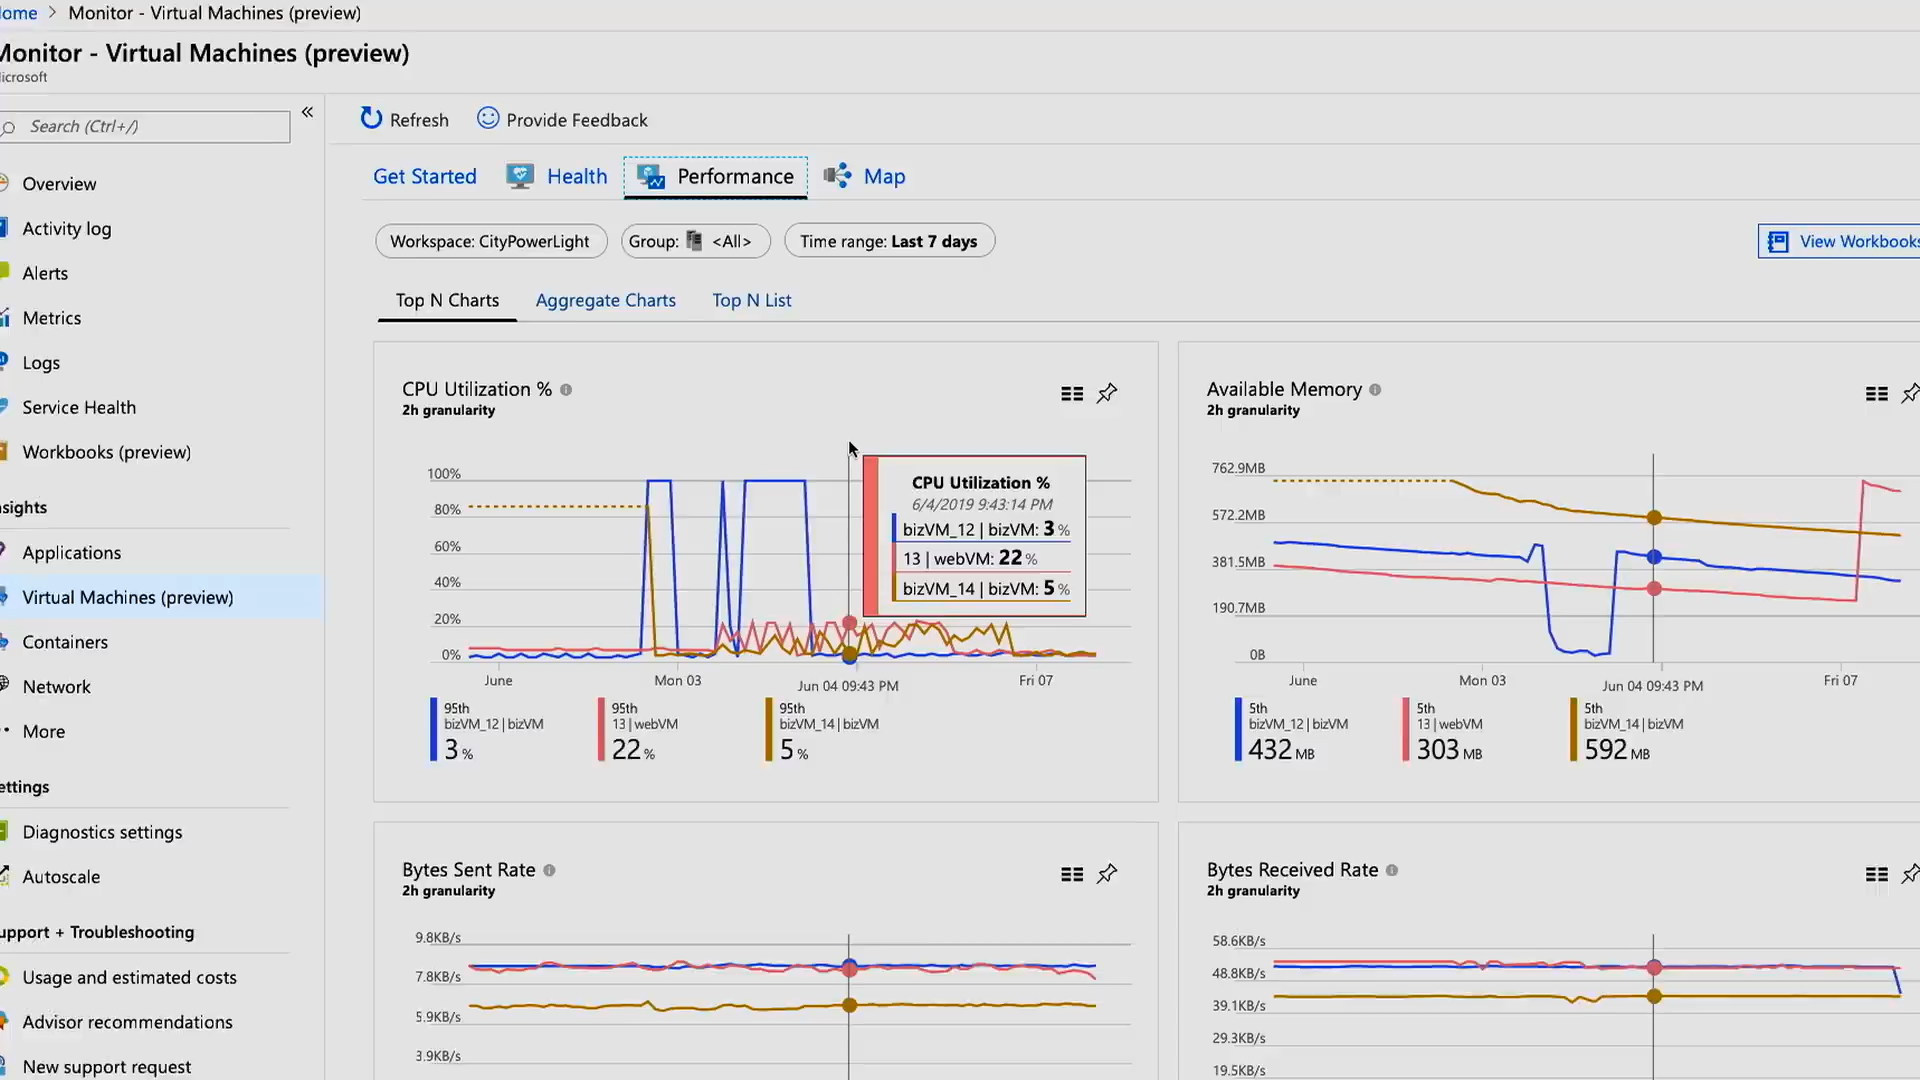 ome > Monitor - Virtual Machines (preview)
Monitor - Virtual Machines (preview)
icrosoft
Search (Ctrl+/)
«
Overview
Activity log
Alerts
Metrics
Logs
Service Health
Workbooks (preview)
nsights
Applications
Virtual Machines (preview)
Containers
Network
More
ettings
Diagnostics settings
Autoscale
upport + Troubleshooting
Usage and estimated costs
Advisor recommendations
New support request
Refresh
Provide Feedback
Get Started
Health
Performance
Map
Workspace: CityPowerLight
Group: <All>
Time range: Last 7 days
View Workbooks
Top N Charts
Aggregate Charts
Top N List
CPU Utilization %
2h granularity
100%
80%
60%
40%
20%
0%
June
Mon 03
Jun 04 09:43 PM
Fri 07
CPU Utilization %
6/4/2019 9:43:14 PM
bizVM_12 | bizVM: 3 %
13 | webVM: 22 %
bizVM_14 | bizVM: 5 %
95th
bizVM_12 | bizVM
3 %
95th
13 | webVM
22 %
95th
bizVM_14 | bizVM
5 %
Available Memory
2h granularity
762.9MB
572.2MB
381.5MB
190.7MB
0B
June
Mon 03
Jun 04 09:43 PM
Fri 07
5th
bizVM_12 | bizVM
432 MB
5th
13 | webVM
303 MB
5th
bizVM_14 | bizVM
592 MB
Bytes Sent Rate
2h granularity
9.8KB/s
7.8KB/s
5.9KB/s
3.9KB/s
Bytes Received Rate
2h granularity
58.6KB/s
48.8KB/s
39.1KB/s
29.3KB/s
19.5KB/s